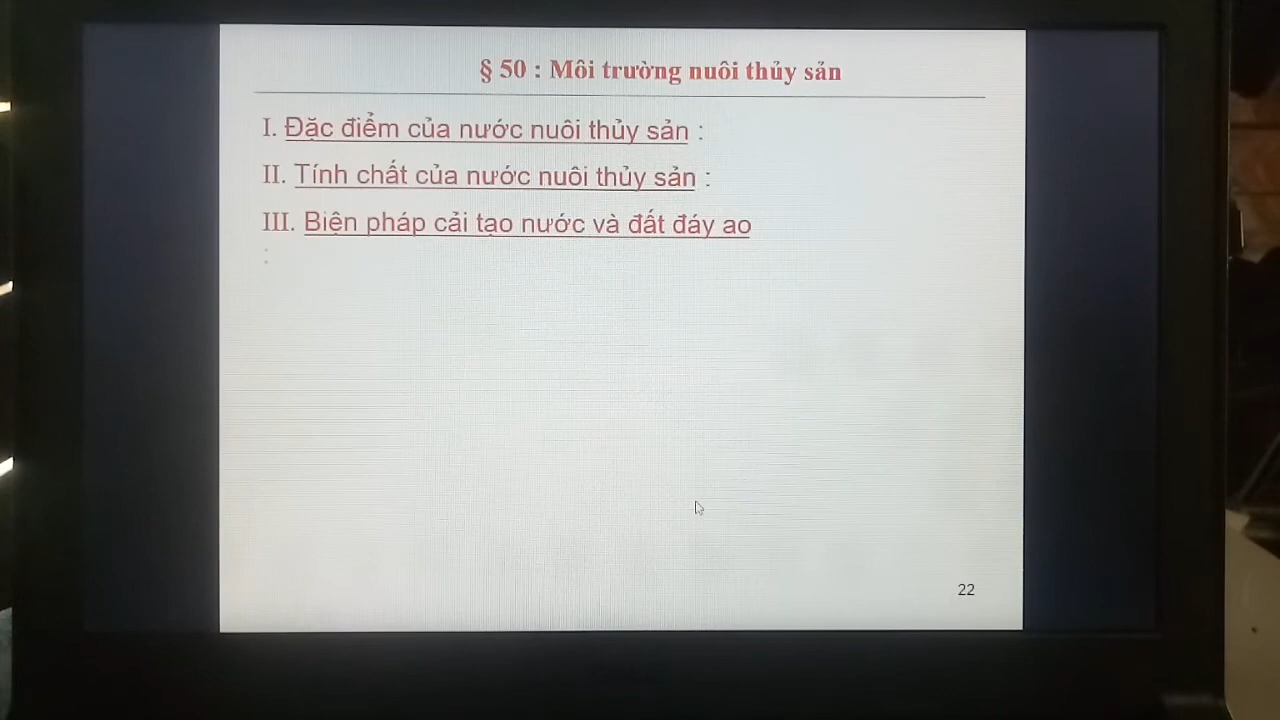 § 50 : Môi trường nuôi thủy sản
I. Đặc điểm của nước nuôi thủy sản :
II. Tính chất của nước nuôi thủy sản :
III. Biện pháp cải tạo nước và đất đáy ao
:
22